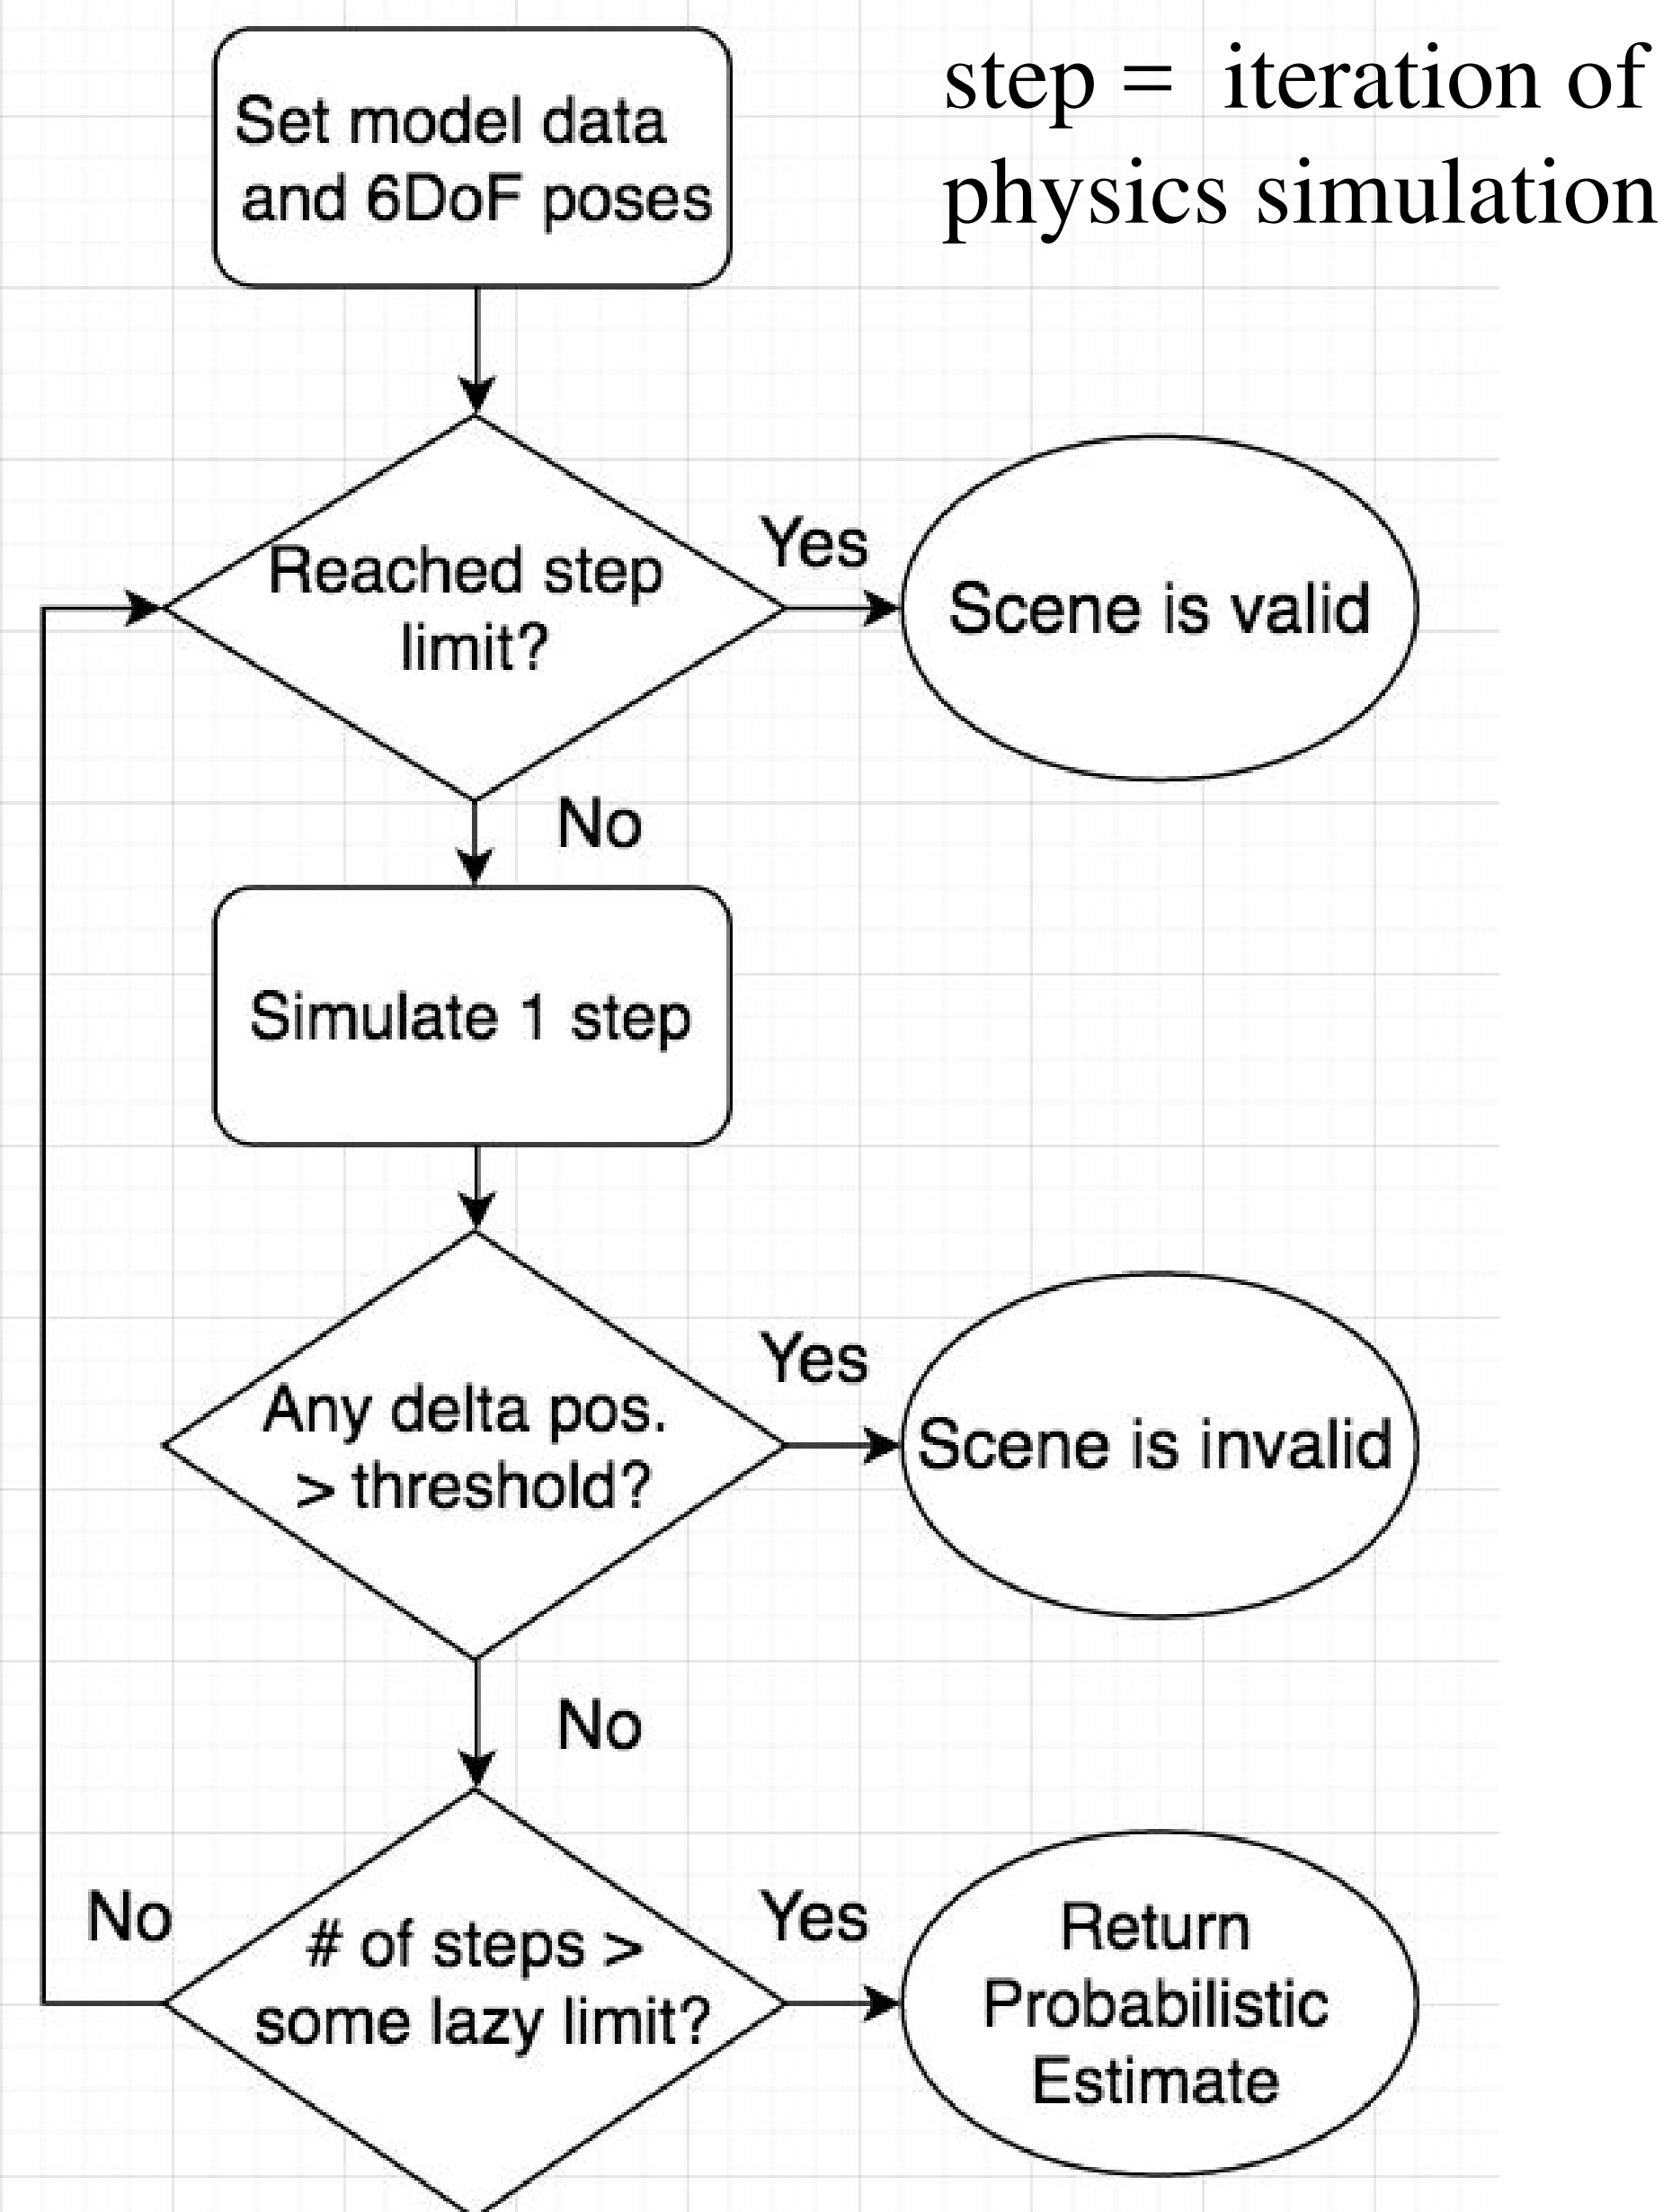 step = iteration of
physics simulation
Set model data
and 6DoF poses
Reached step
limit?
Yes
Scene is valid
No
Simulate 1 step
Any delta pos.
> threshold?
Yes
Scene is invalid
No
# of steps >
some lazy limit?
No
Yes
Return
Probabilistic
Estimate